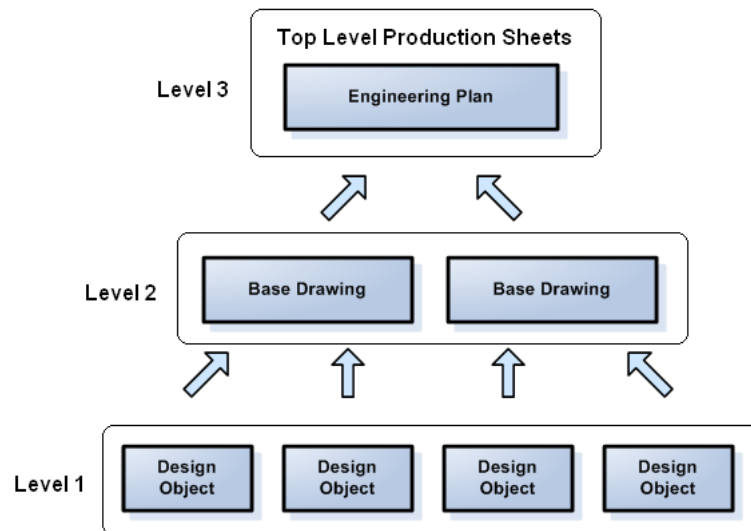 Top Level Production Sheets
Level 3
Engineering Plan
Level 2
Base Drawing
Base Drawing
Level 1
Design
Object
Design
Object
Design
Object
Design
Object